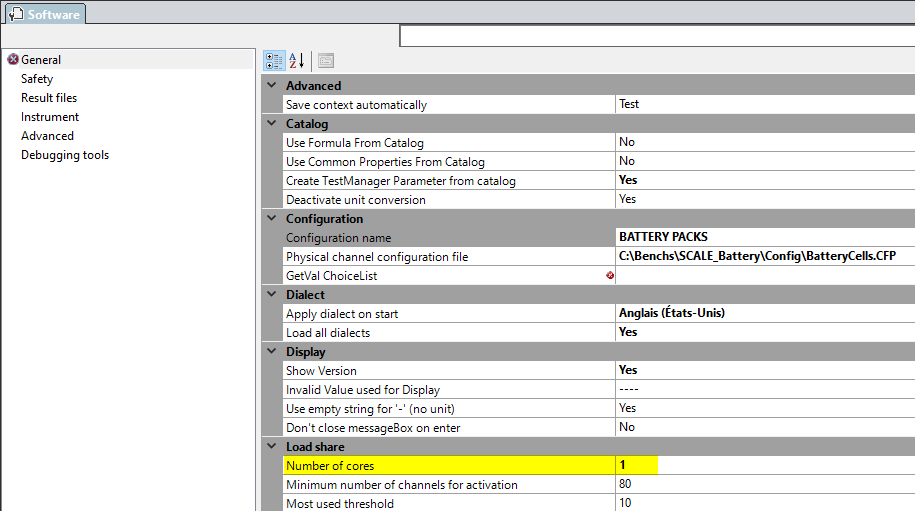 Software
General
Safety
Result files
Instrument
Advanced
Debugging tools
Advanced
Save context automatically Test
Catalog
Use Formula From Catalog No
Use Common Properties From Catalog No
Create TestManager Parameter from catalog Yes
Deactivate unit conversion Yes
Configuration
Configuration name BATTERY PACKS
Physical channel configuration file C:\Benchs\SCALE_Battery\Config\BatteryCells.CFP
GetVal ChoiceList
Dialect
Apply dialect on start Anglais (États-Unis)
Load all dialects Yes
Display
Show Version Yes
Invalid Value used for Display ----
Use empty string for '-' (no unit) Yes
Don't close messageBox on enter No
Load share
Number of cores 1
Minimum number of channels for activation 80
Most used threshold 10